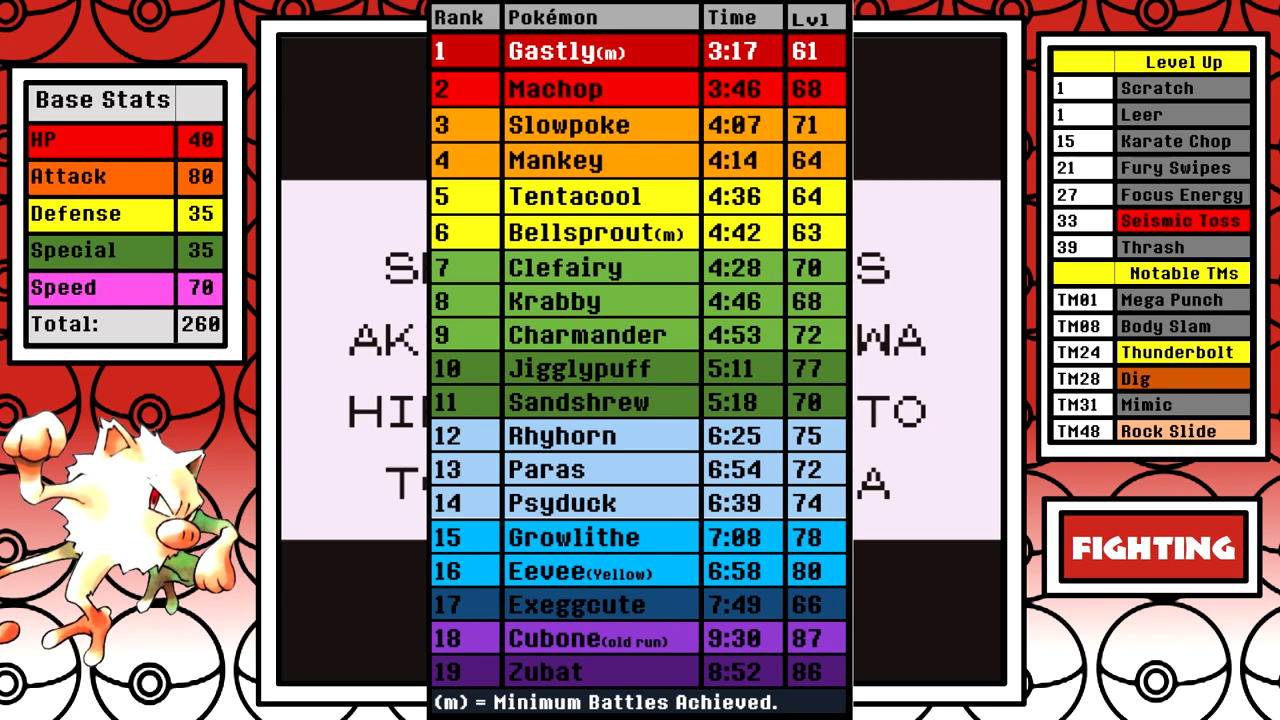 Base Stats
HP 40
Attack 80
Defense 35
Special 35
Speed 70
Total: 260
Rank Pokémon Time Lvl
1 Gastly(m) 3:17 61
2 Machop 3:46 68
3 Slowpoke 4:07 71
4 Mankey 4:14 64
5 Tentacool 4:36 64
6 Bellsprout(m) 4:42 63
7 Clefairy 4:28 70
8 Krabby 4:46 68
9 Charmander 4:53 72
10 Jigglypuff 5:11 77
11 Sandshrew 5:18 70
12 Rhyhorn 6:25 75
13 Paras 6:54 72
14 Psyduck 6:39 74
15 Growlithe 7:08 78
16 Eevee(Yellow) 6:58 80
17 Exeggcute 7:49 66
18 Cubone(old run) 9:30 87
19 Zubat 8:52 86
(m) = Minimum Battles Achieved.
Level Up
1 Scratch
1 Leer
15 Karate Chop
21 Fury Swipes
27 Focus Energy
33 Seismic Toss
39 Thrash
Notable TMs
TM01 Mega Punch
TM08 Body Slam
TM24 Thunderbolt
TM28 Dig
TM31 Mimic
TM48 Rock Slide
FIGHTING